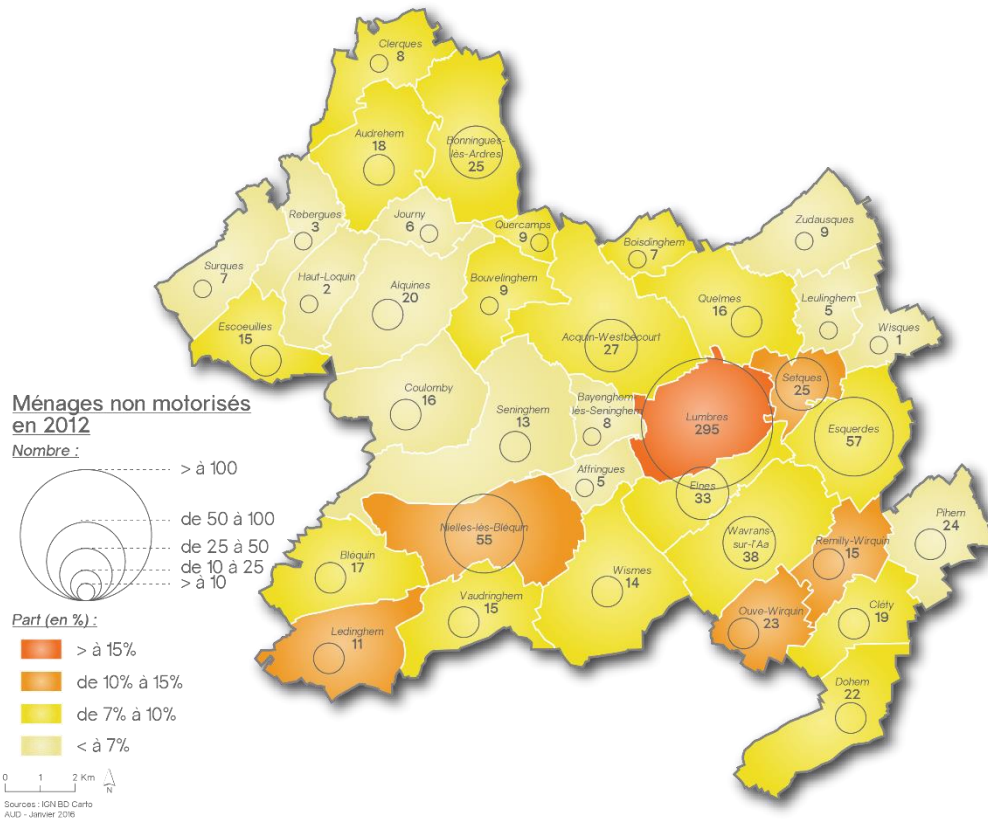 Clerques
8
Audrehem
18
Bonningues-
lès-Ardres
25
Rebergues
3
Journy
6
Quercamps
9
Boisdinghem
7
Zudausques
9
Surques
7
Haut-Loquin
2
Alquines
20
Bouvelinghem
9
Quelmes
16
Leulinghem
5
Wisques
1
Escoeuilles
15
Acquin-Westbécourt
27
Setques
25
Coulomby
16
Seninghem
13
Bayenghem
lès-Seninghem
8
Lumbres
295
Esquerdes
57
Affringues
5
Elnes
33
Nielles-lès-Bléquin
55
Wavrans-
sur-l'Aa
38
Remilly-Wirquin
15
Pihem
24
Bléquin
17
Vaudringhem
15
Wismes
14
Ouve-Wirquin
23
Cléty
19
Ledinghem
11
Dohem
22
Ménages non motorisés
en 2012
Nombre :
> à 100
de 50 à 100
de 25 à 50
de 10 à 25
> à 10
Part (en %) :
> à 15%
de 10% à 15%
de 7% à 10%
< à 7%
0 1 2 Km
N
Sources : IGN BD Carto
AUD - Janvier 2016